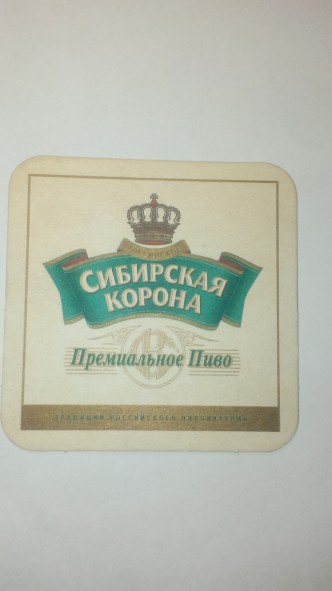 СИБИРСКАЯ
КОРОНА
Премиальное Пиво
ТРАДИЦИИ РОССИЙСКОГО ПИВОВАРЕНИЯ